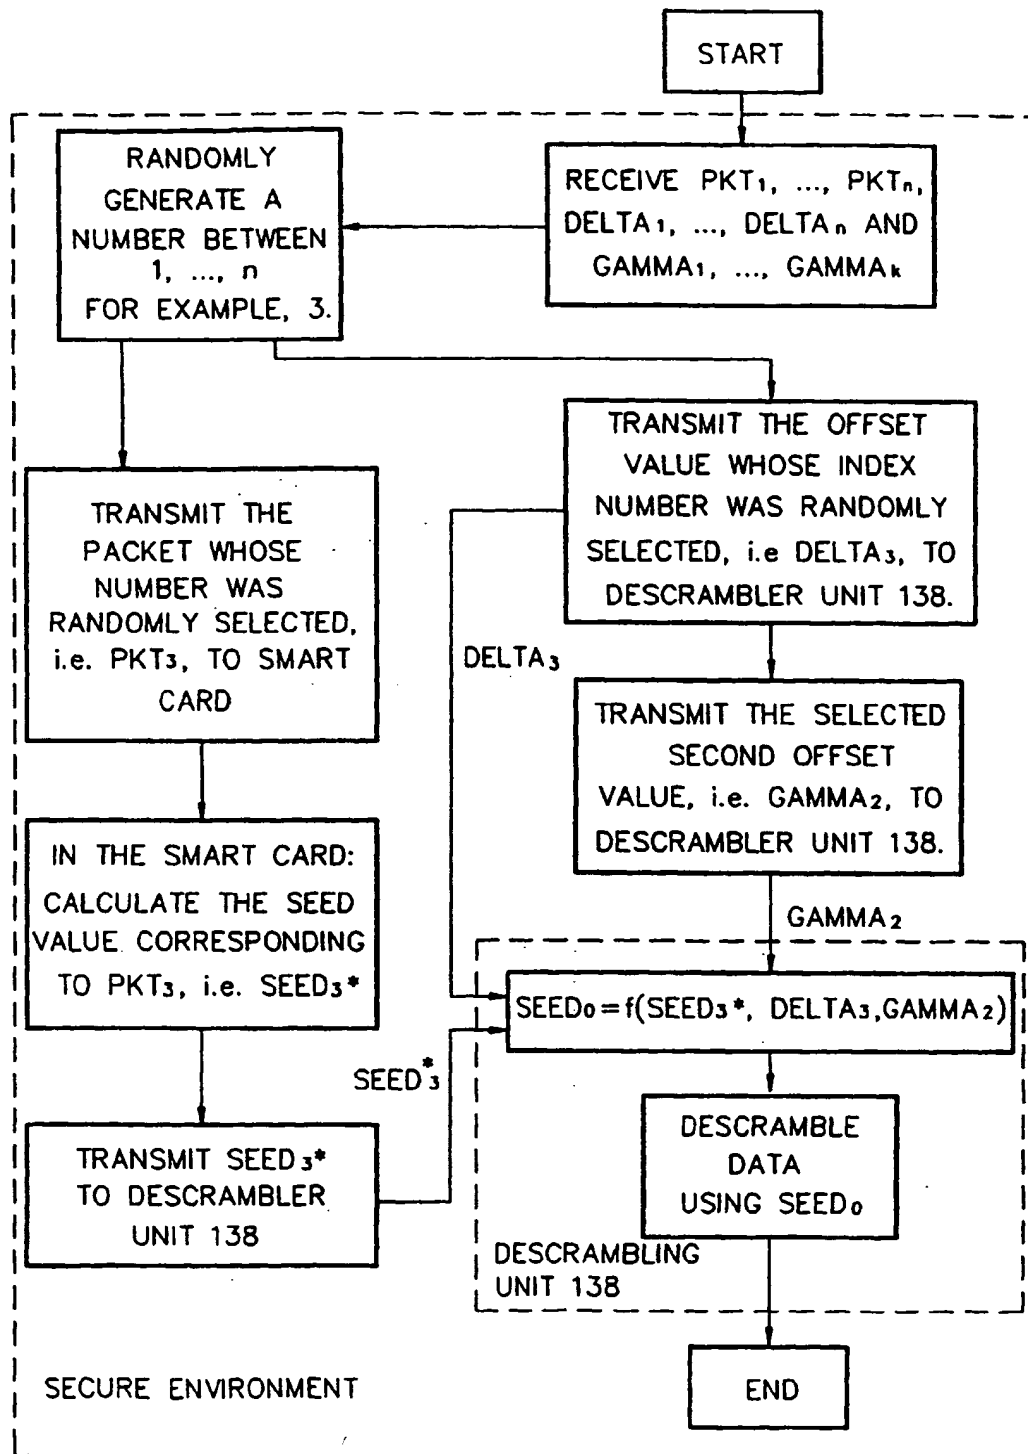 START
RECEIVE PKT₁, ..., PKTₙ,
DELTA₁, ..., DELTAₙ AND
GAMMA₁, ..., GAMMAₖ
RANDOMLY
GENERATE A
NUMBER BETWEEN
1, ..., n
FOR EXAMPLE, 3.
TRANSMIT THE OFFSET
VALUE WHOSE INDEX
NUMBER WAS RANDOMLY
SELECTED, i.e DELTA₃, TO
DESCRAMBLER UNIT 138.
TRANSMIT THE
PACKET WHOSE
NUMBER WAS
RANDOMLY SELECTED,
i.e. PKT₃, TO SMART
CARD
DELTA₃
TRANSMIT THE SELECTED
SECOND OFFSET
VALUE, i.e. GAMMA₂, TO
DESCRAMBLER UNIT 138.
IN THE SMART CARD:
CALCULATE THE SEED
VALUE CORRESPONDING
TO PKT₃, i.e. SEED₃*
GAMMA₂
SEED₀=f(SEED₃*, DELTA₃,GAMMA₂)
SEED₃*
TRANSMIT SEED₃*
TO DESCRAMBLER
UNIT 138
DESCRAMBLE
DATA
USING SEED₀
DESCRAMBLING
UNIT 138
END
SECURE ENVIRONMENT